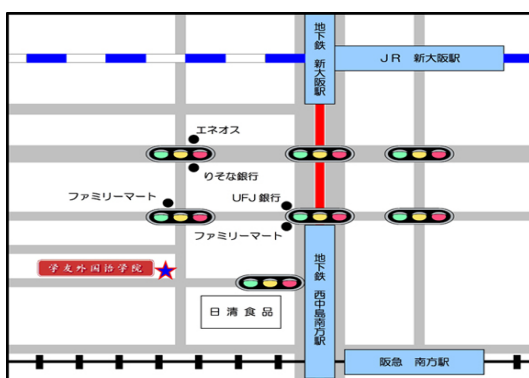 地下鉄 新大阪駅
JR 新大阪駅
エネオス
りそな銀行
ファミリーマート
UFJ 銀行
ファミリーマート
学友外国語学院
地下鉄 西中島南方駅
日清食品
阪急 南方駅